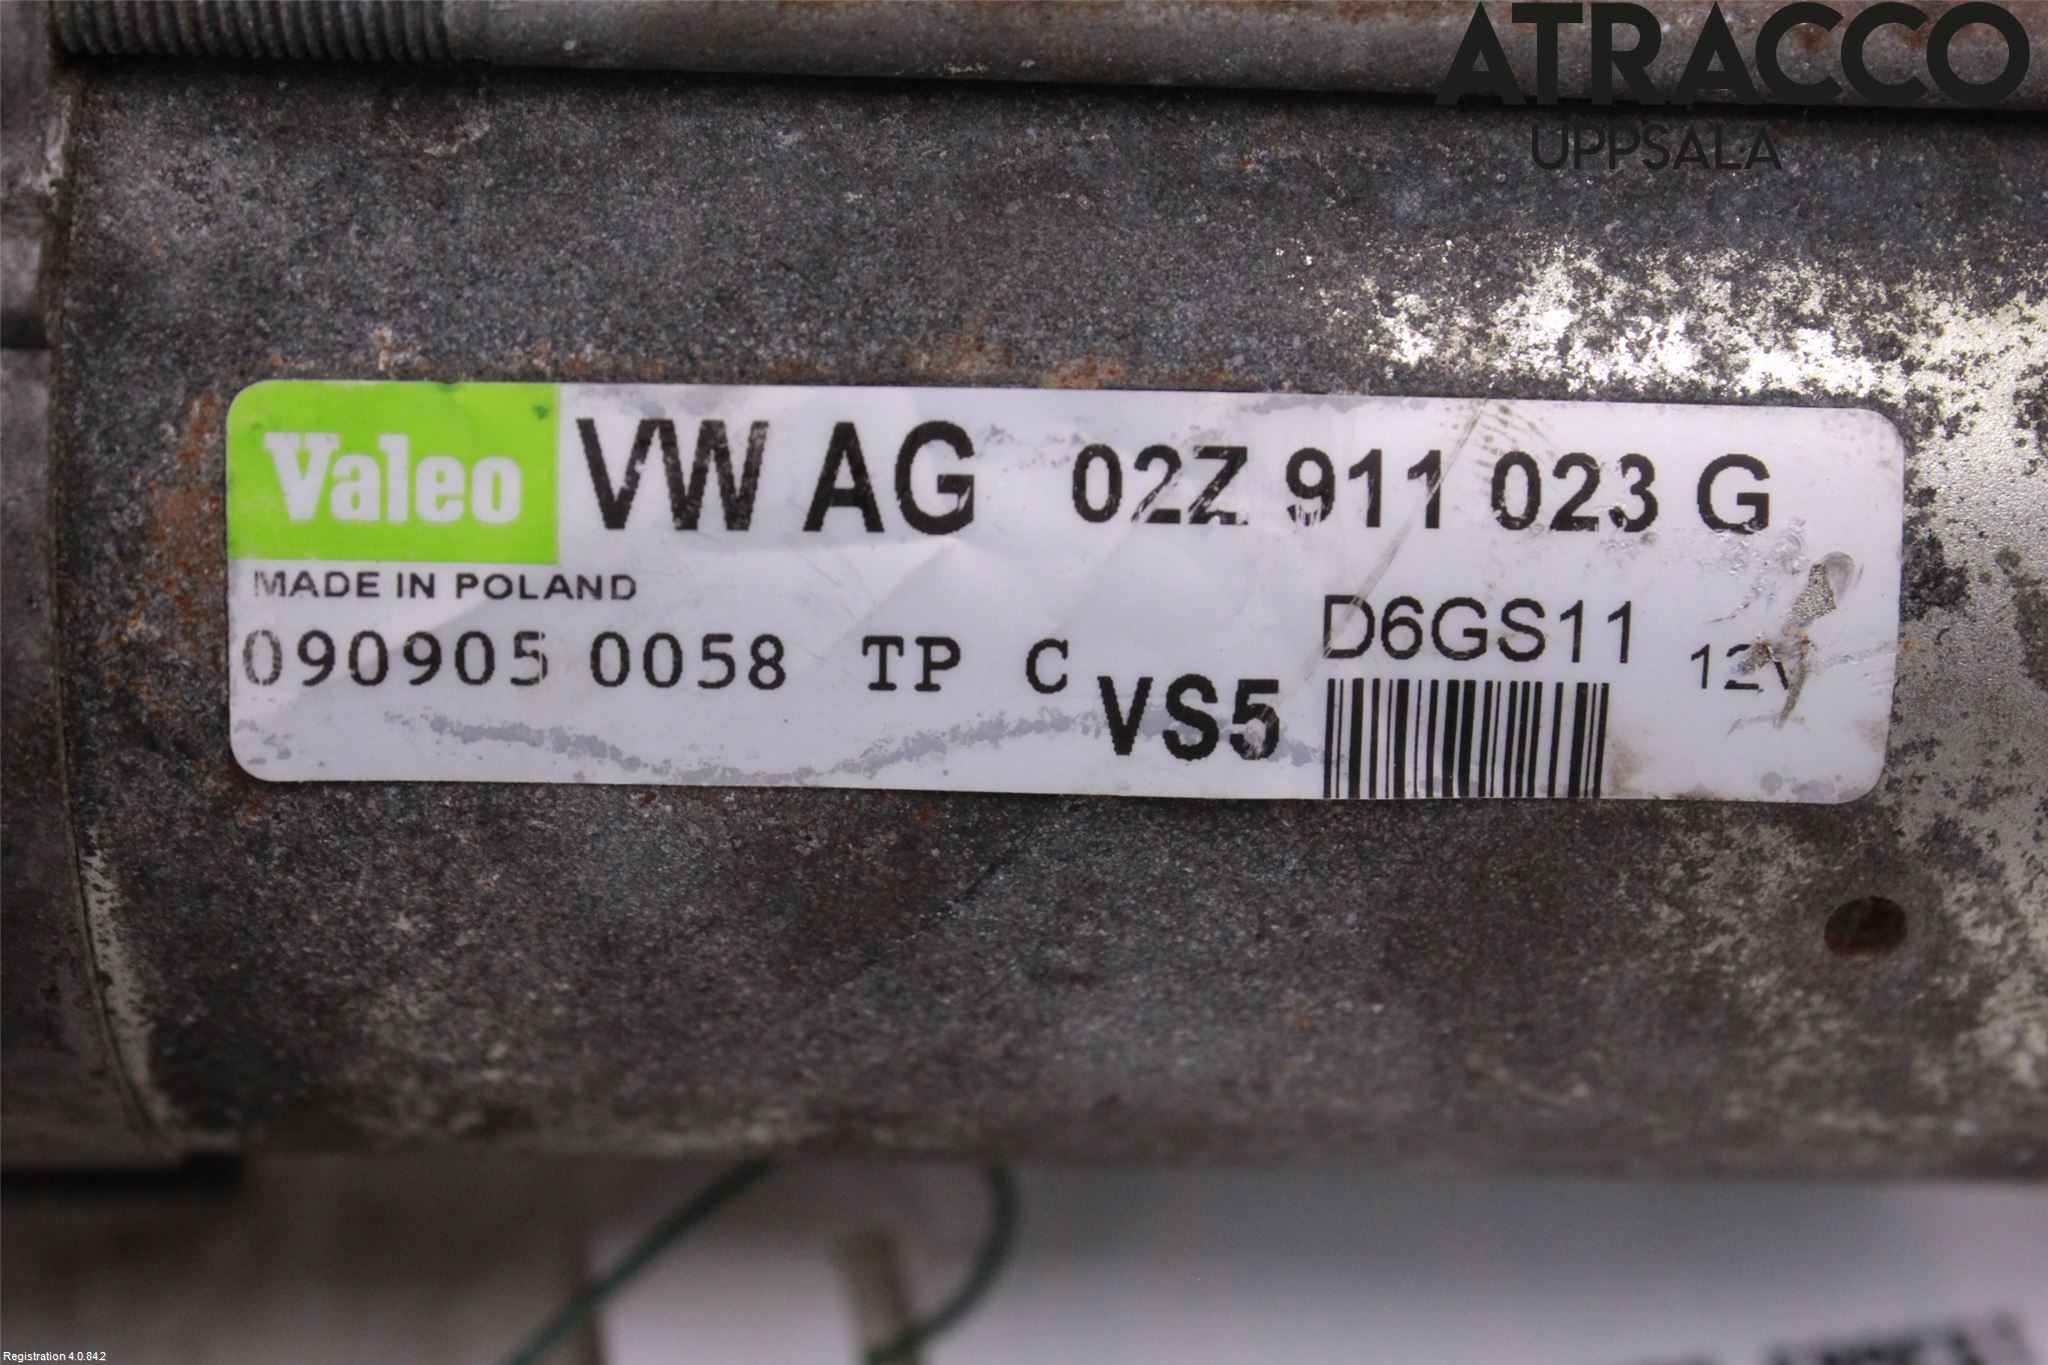 ATRACCO
UPPSALA
Valeo VW AG 02Z 911 023 G
MADE IN POLAND
090905 0058 TP C
VS5
D6GS11
12V
Registration 4.0.84.2